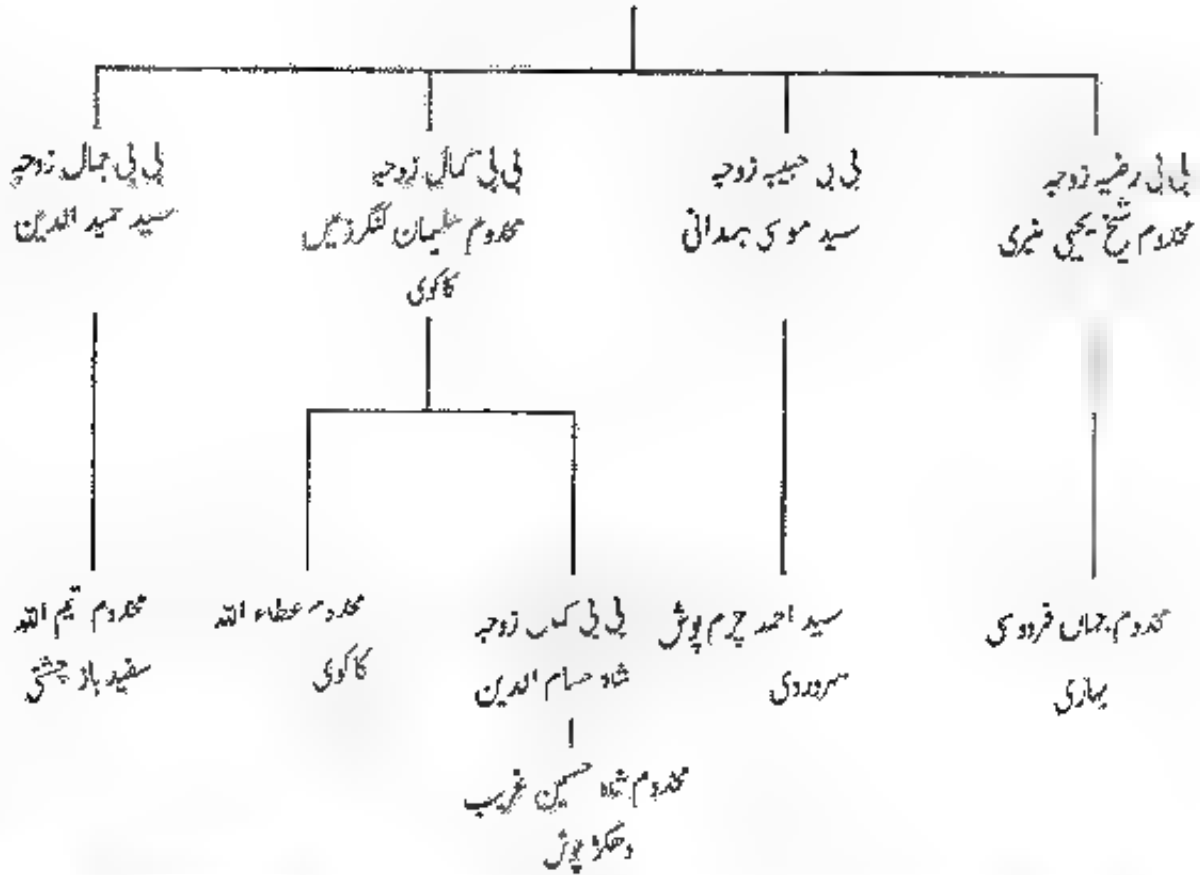 بی بی رضیہ زوجہ
مخدوم شیخ یحییٰ منیری
بی بی حبیبہ زوجہ
سید موسی ہمدانی
بی بی کمال زوجہ
مخدوم سلیمان لنگرزمیں
کاکوی
بی بی جمال زوجہ
سید حمید الدین
مخدوم جہاں فردوسی
بہاری
سید احمد چرم پوش
سہروردی
بی بی زوجہ
شاہ حسام الدین
مخدوم عطاء اللہ
کاکوی
مخدوم تیم اللہ
سفید باز چشتی
مخدوم شاہ حسین غریب
دھکڑ پوش